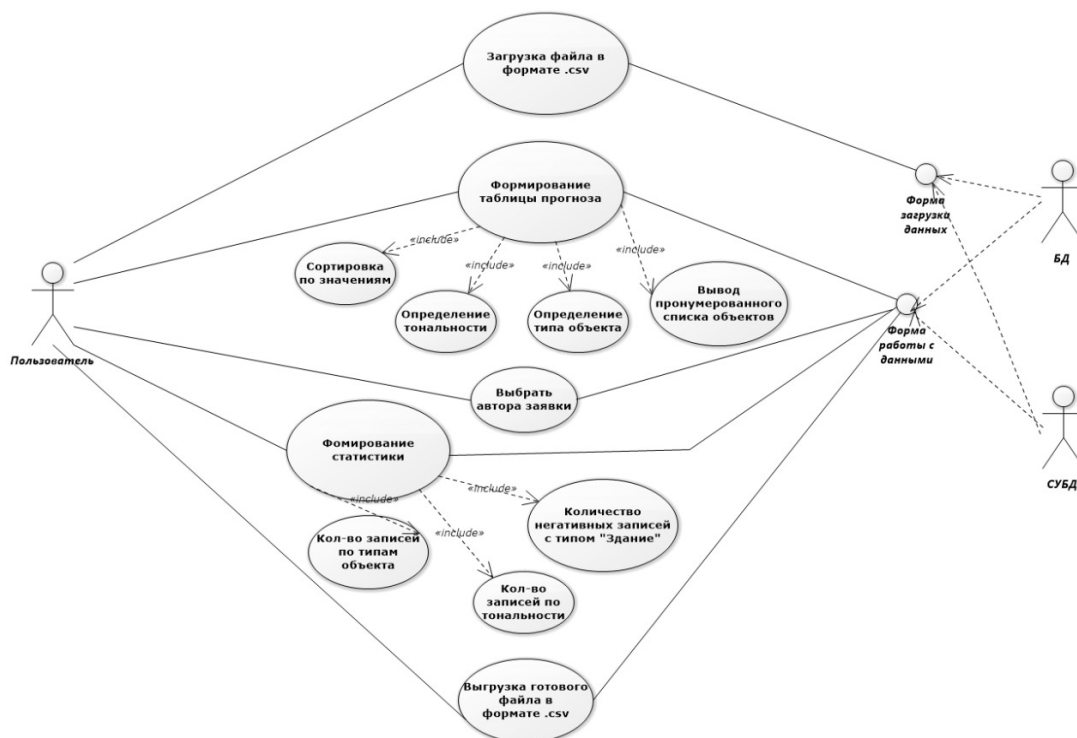 Загрузка файла в
формате .csv
Формирование
таблицы прогноза
«include»
«include»
«include»
«include»
Сортировка
по значениям
Определение
тональности
Определение
типа объекта
Вывод
пронумерованного
списка объектов
Форма
загрузки
данных
БД
Пользователь
Форма
работы с
данными
Выбрать
автора заявки
Фомирование
статистики
СУБД
«include»
«include»
«include»
Кол-во записей
по типам
объекта
Количество
негативных записей
с типом "Здание"
Кол-во
записей по
тональности
Выгрузка готового
файла в
формате .csv